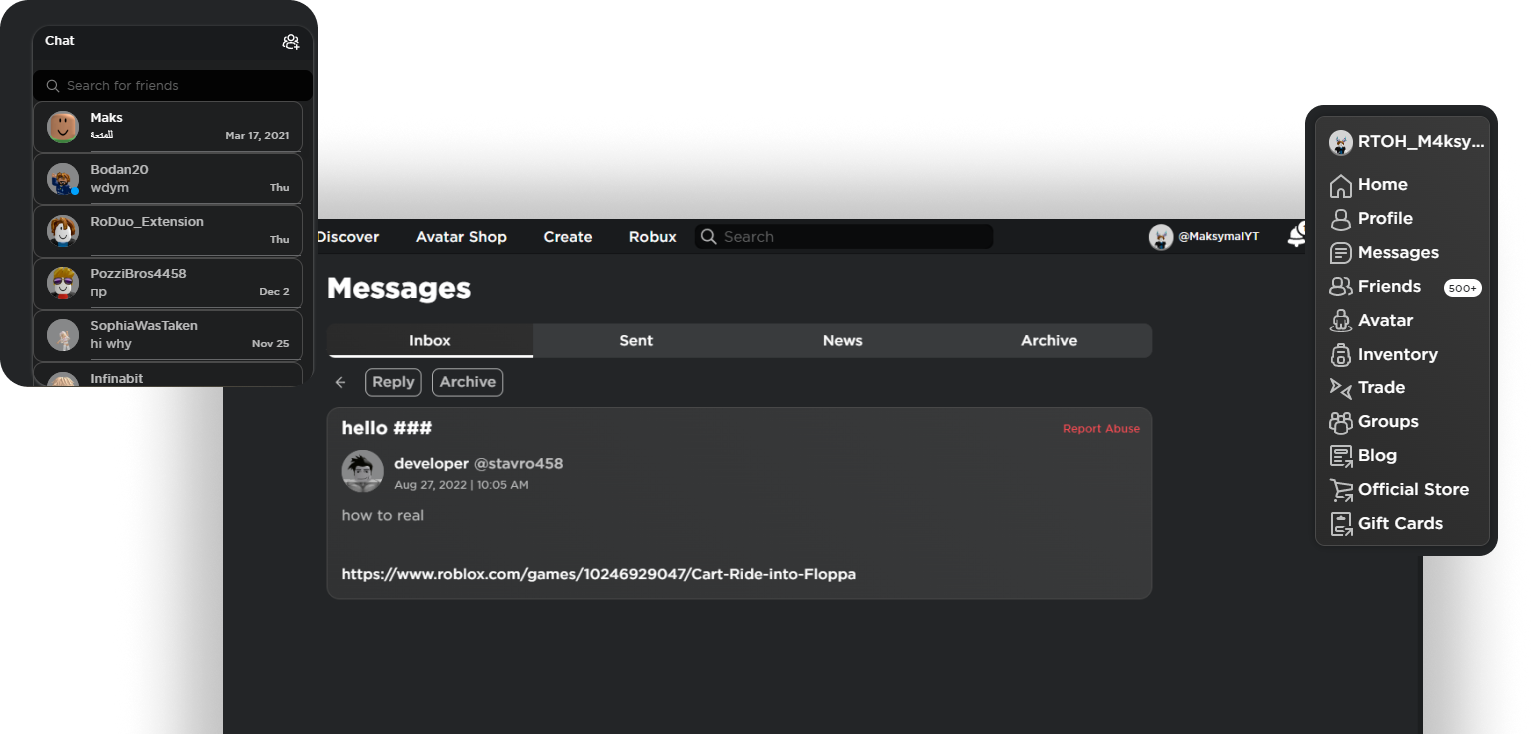 Chat
Search for friends
Maks
Mar 17, 2021
Bodan20
wdym
Thu
RoDuo_Extension
Thu
PozziBros4458
пр
Dec 2
SophiaWasTaken
hi why
Nov 25
Infinabit
Discover
Avatar Shop
Create
Robux
Search
@MaksymalYT
Messages
Inbox
Sent
News
Archive
Reply
Archive
hello ###
Report Abuse
developer @stavro458
Aug 27, 2022 | 10:05 AM
how to real
https://www.roblox.com/games/10246929047/Cart-Ride-into-Floppa
RTOH_M4ksy...
Home
Profile
Messages
Friends
500+
Avatar
Inventory
Trade
Groups
Blog
Official Store
Gift Cards